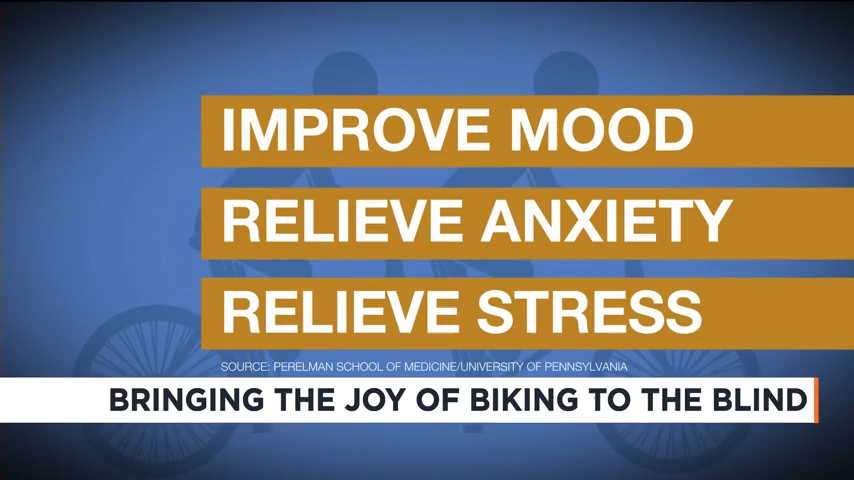 IMPROVE MOOD
RELIEVE ANXIETY
RELIEVE STRESS
SOURCE: PERELMAN SCHOOL OF MEDICINE/UNIVERSITY OF PENNSYLVANIA
BRINGING THE JOY OF BIKING TO THE BLIND